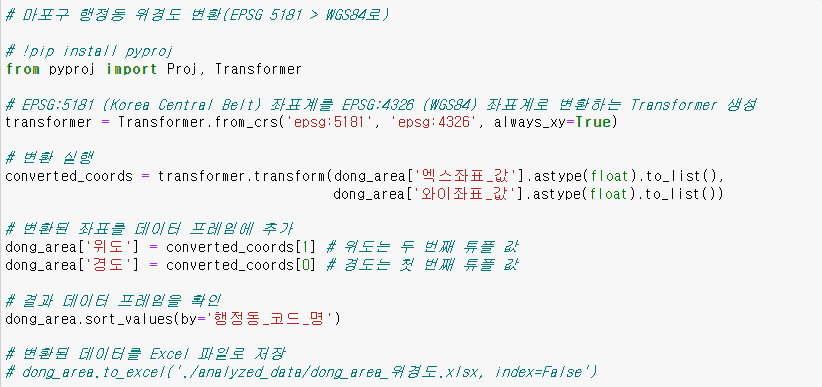 # 마포구 행정동 위경도 변환(EPSG 5181 > WGS84로)
# !pip install pyproj
from pyproj import Proj, Transformer
# EPSG:5181 (Korea Central Belt) 좌표계를 EPSG:4326 (WGS84) 좌표계로 변환하는 Transformer 생성
transformer = Transformer.from_crs('epsg:5181', 'epsg:4326', always_xy=True)
# 변환 실행
converted_coords = transformer.transform(dong_area['엑스좌표_값'].astype(float).to_list(),
dong_area['와이좌표_값'].astype(float).to_list())
# 변환된 좌표를 데이터 프레임에 추가
dong_area['위도'] = converted_coords[1] # 위도는 두 번째 튜플 값
dong_area['경도'] = converted_coords[0] # 경도는 첫 번째 튜플 값
# 결과 데이터 프레임을 확인
dong_area.sort_values(by='행정동_코드_명')
# 변환된 데이터를 Excel 파일로 저장
# dong_area.to_excel('./analyzed_data/dong_area_위경도.xlsx, index=False')